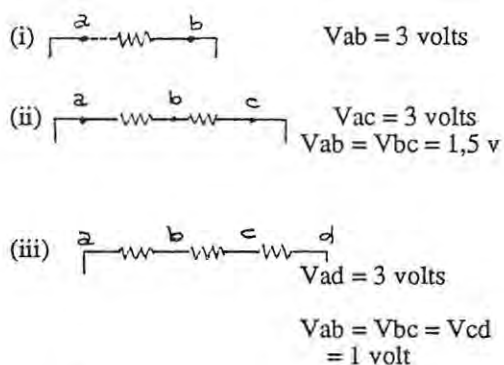 (i) a b Vab = 3 volts
(ii) a b c Vac = 3 volts
Vab = Vbc = 1,5 v
(iii) a b c d
Vad = 3 volts
Vab = Vbc = Vcd
= 1 volt